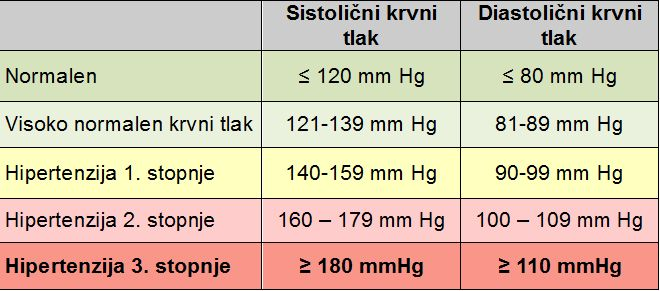 Sistolični krvni tlak Diastolični krvni tlak
Normalen ≤ 120 mm Hg ≤ 80 mm Hg
Visoko normalen krvni tlak 121-139 mm Hg 81-89 mm Hg
Hipertenzija 1. stopnje 140-159 mm Hg 90-99 mm Hg
Hipertenzija 2. stopnje 160 – 179 mm Hg 100 – 109 mm Hg
Hipertenzija 3. stopnje ≥ 180 mmHg ≥ 110 mmHg